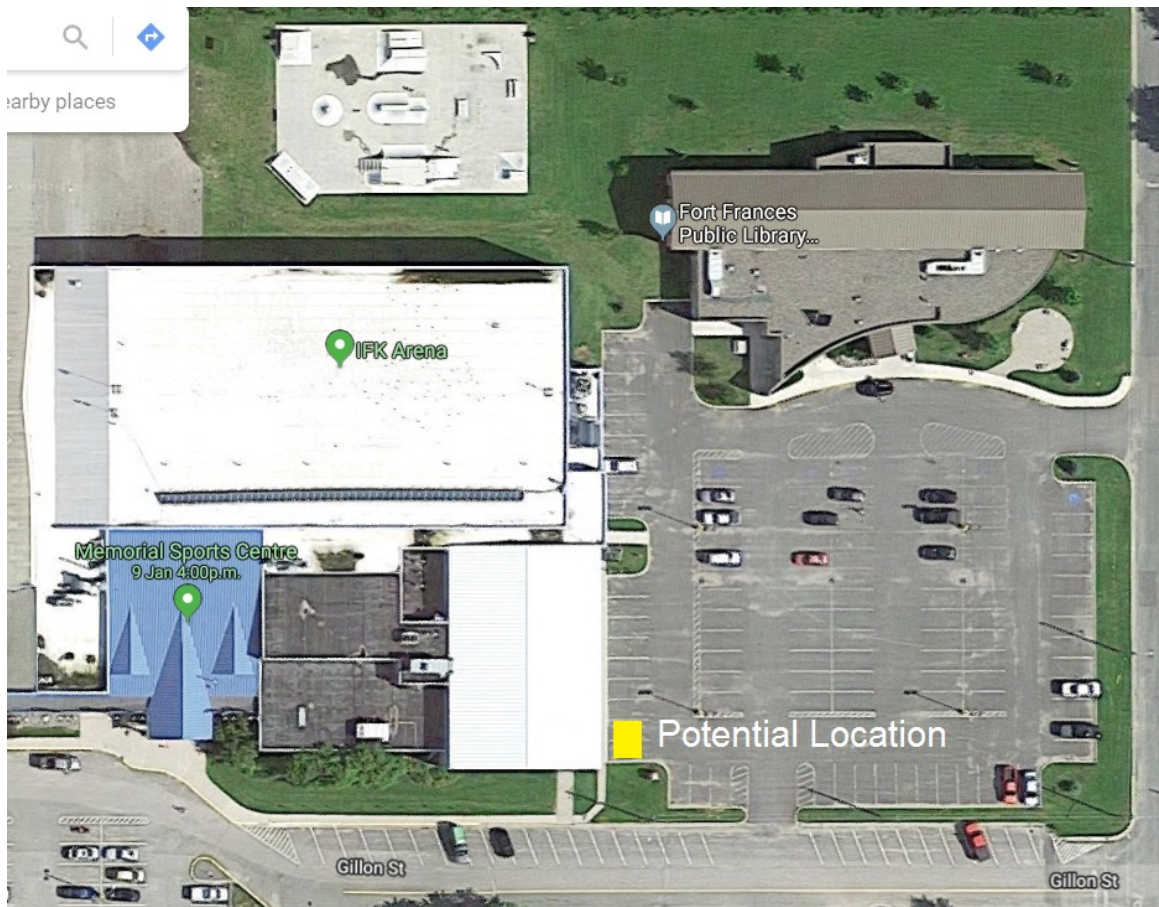 earby places
Fort Frances
Public Library...
IFK Arena
Memorial Sports Centre
9 Jan 4:00p.m.
Potential Location
Gillon St
Gillon St